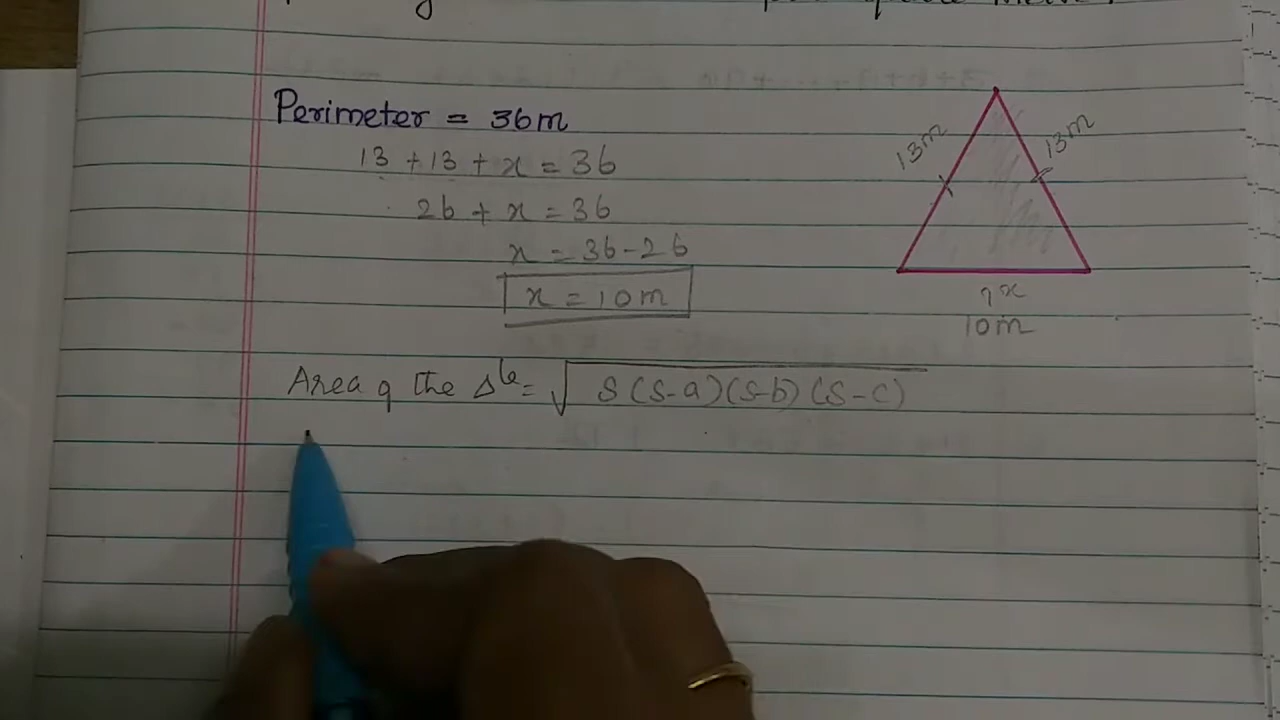 Perimeter = 36m
13 + 13 + x = 36
26 + x = 36
x = 36 - 26
x = 10m
Area of the Δle = √s(s-a)(s-b)(s-c)
13m
13m
?x
10m